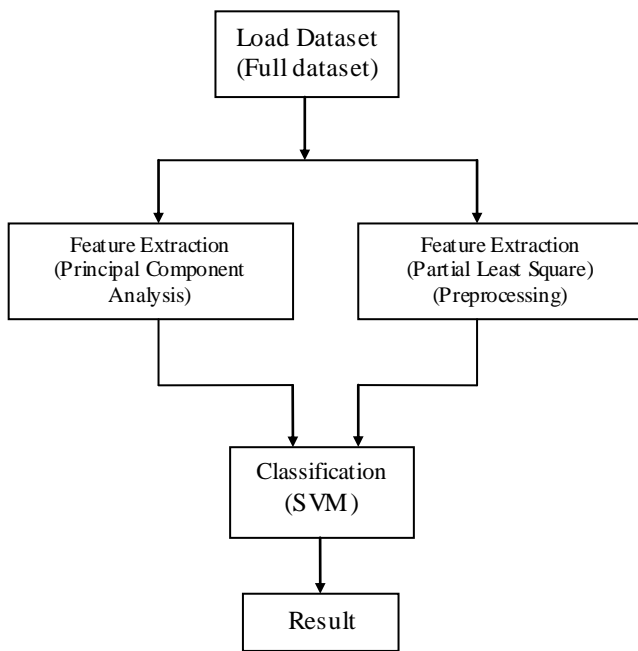 Load Dataset
(Full dataset)
Feature Extraction
(Principal Component
Analysis)
Feature Extraction
(Partial Least Square)
(Preprocessing)
Classification
(SVM)
Result